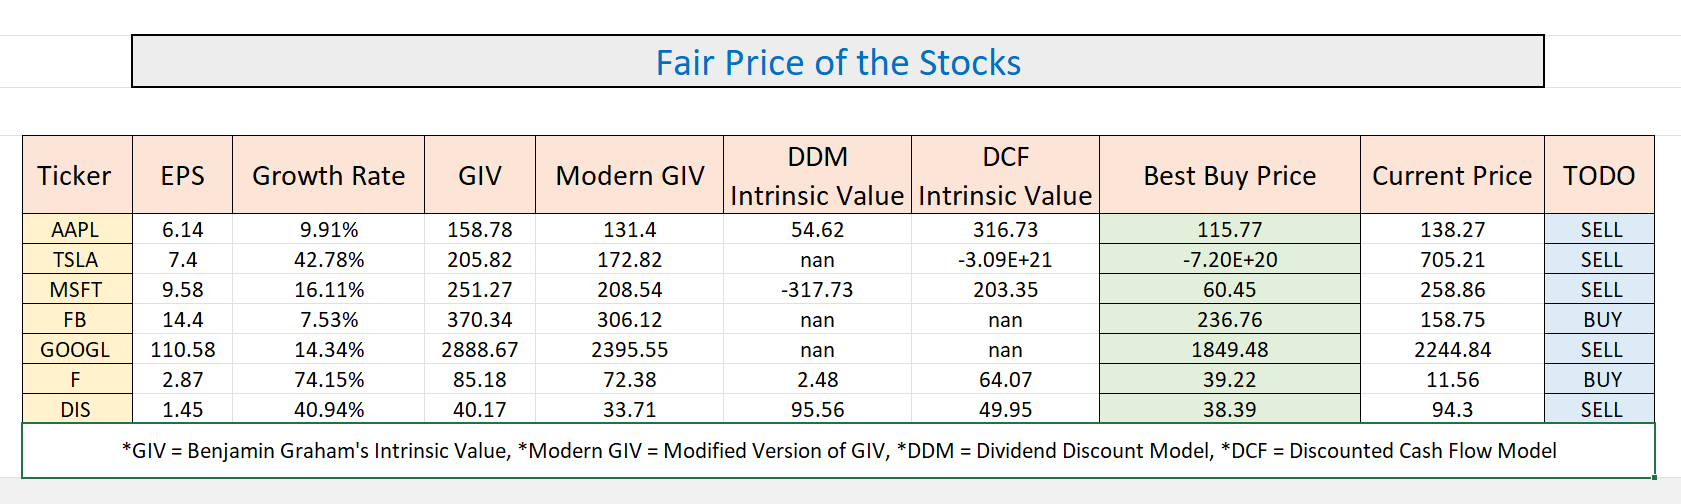 Fair Price of the Stocks
Ticker EPS Growth Rate GIV Modern GIV DDM Intrinsic Value DCF Intrinsic Value Best Buy Price Current Price TODO
AAPL 6.14 9.91% 158.78 131.4 54.62 316.73 115.77 138.27 SELL
TSLA 7.4 42.78% 205.82 172.82 nan -3.09E+21 -7.20E+20 705.21 SELL
MSFT 9.58 16.11% 251.27 208.54 -317.73 203.35 60.45 258.86 SELL
FB 14.4 7.53% 370.34 306.12 nan nan 236.76 158.75 BUY
GOOGL 110.58 14.34% 2888.67 2395.55 nan nan 1849.48 2244.84 SELL
F 2.87 74.15% 85.18 72.38 2.48 64.07 39.22 11.56 BUY
DIS 1.45 40.94% 40.17 33.71 95.56 49.95 38.39 94.3 SELL
*GIV = Benjamin Graham's Intrinsic Value, *Modern GIV = Modified Version of GIV, *DDM = Dividend Discount Model, *DCF = Discounted Cash Flow Model